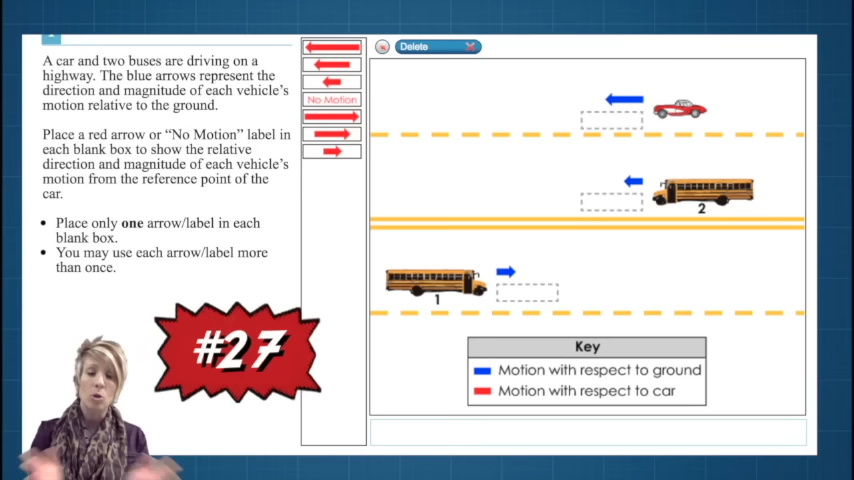 A car and two buses are driving on a
highway. The blue arrows represent the
direction and magnitude of each vehicle's
motion relative to the ground.
Place a red arrow or "No Motion" label in
each blank box to show the relative
direction and magnitude of each vehicle's
motion from the reference point of the
car.
• Place only one arrow/label in each
blank box.
• You may use each arrow/label more
than once.
#27
No Motion
Delete
2
1
Key
Motion with respect to ground
Motion with respect to car